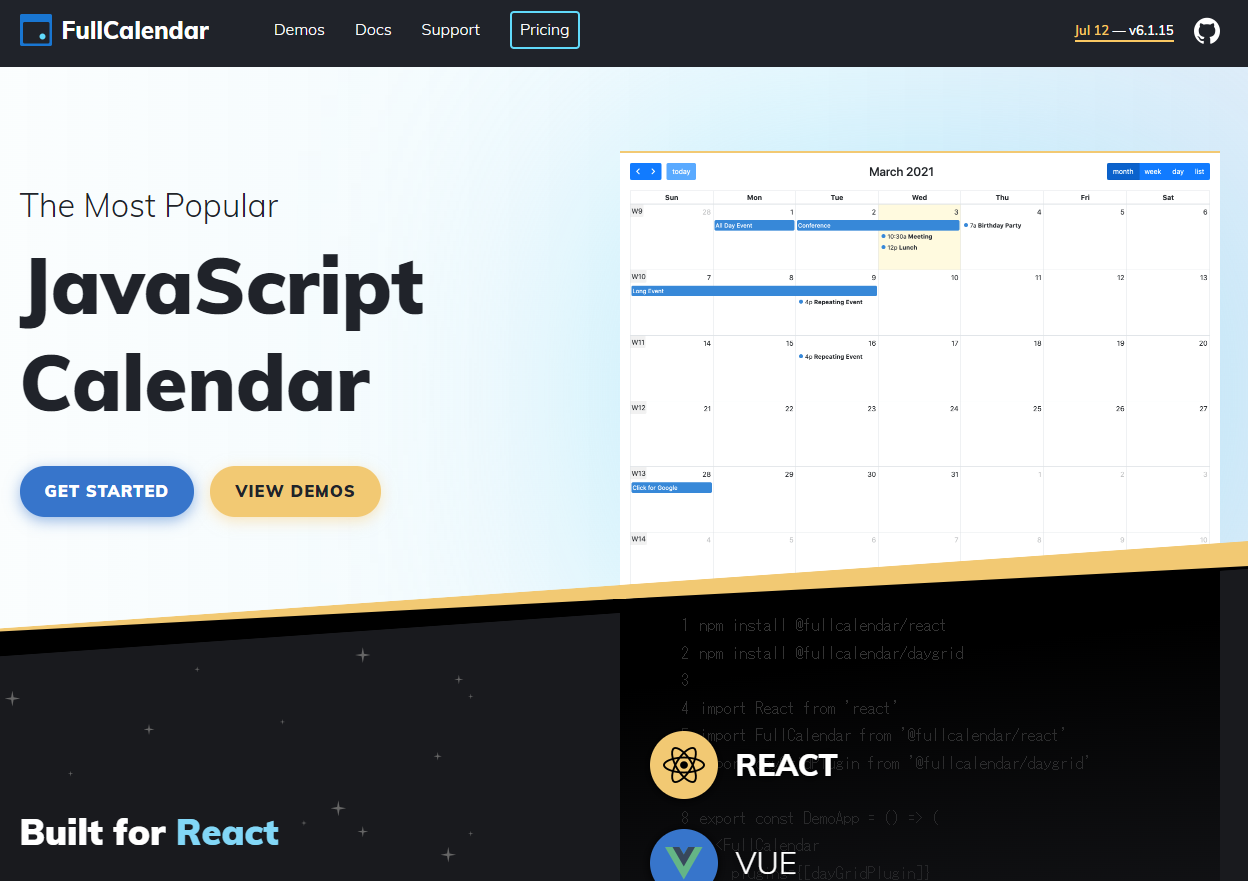 FullCalendar Demos Docs Support Pricing Jul 12 — v6.1.15
The Most Popular
JavaScript
Calendar
GET STARTED VIEW DEMOS
today March 2021 month week day list
Sun Mon Tue Wed Thu Fri Sat
W9 28 1 2 3 4 5 6
All Day Event Conference 7a Birthday Party
10:30a Meeting
12p Lunch
W10 7 8 9 10 11 12 13
Long Event
4p Repeating Event
W11 14 15 16 17 18 19 20
4p Repeating Event
W12 21 22 23 24 25 26 27
W13 28 29 30 31 1 2 3
Click for Google
W14 4 5 6 7 8 9 10
1 npm install @fullcalendar/react
2 npm install @fullcalendar/daygrid
3
4 import React from 'react'
import FullCalendar from '@fullcalendar/react'
from '@fullcalendar/daygrid'
REACT
8 export const DemoApp = () => (
<FullCalendar
plugins={[dayGridPlugin]}
VUE
Built for React